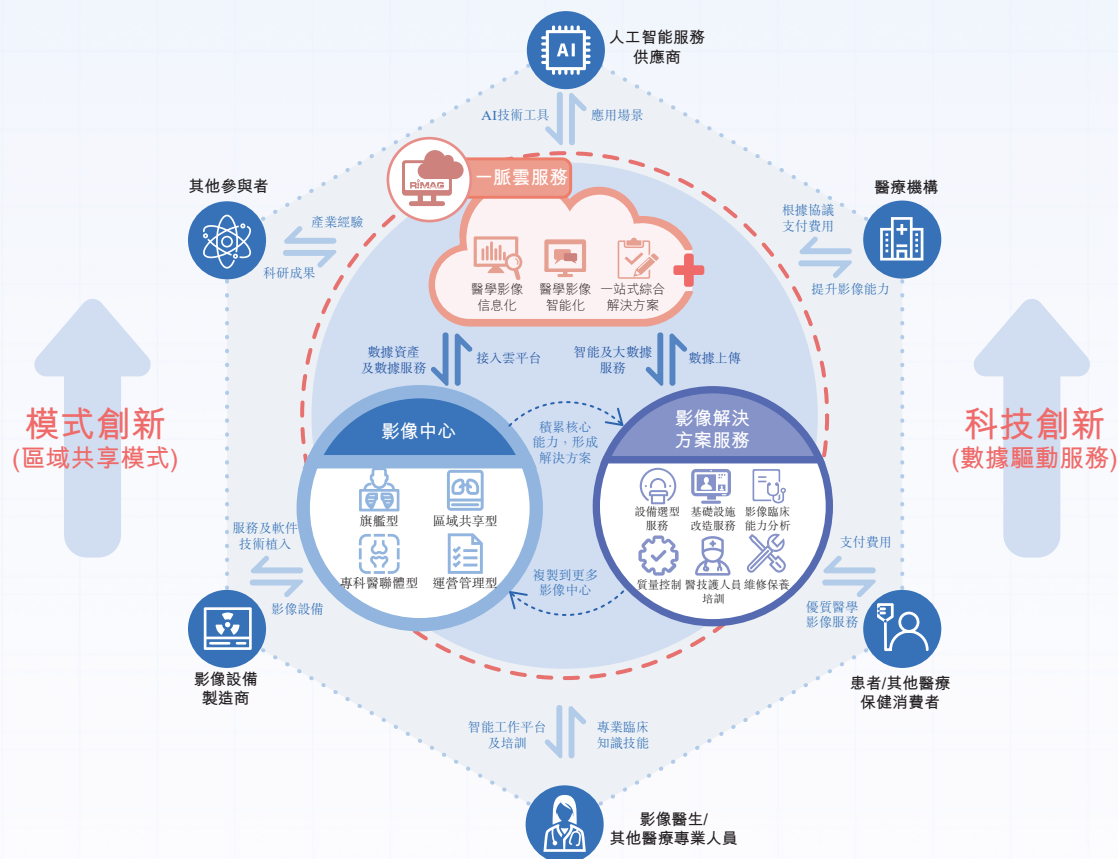 人工智能服務
供應商
AI
AI技術工具
應用場景
RIMAG
一脈雲服務
其他參與者
產業經驗
科研成果
醫療機構
根據協議
支付費用
提升影像能力
醫學影像
信息化
醫學影像
智能化
一站式綜合
解決方案
數據資產
及數據服務
接入雲平台
智能及大數據
服務
數據上傳
模式創新
(區域共享模式)
科技創新
(數據驅動服務)
影像中心
旗艦型
區域共享型
專科醫聯體型
運營管理型
積累核心
能力，形成
解決方案
複製到更多
影像中心
影像解決
方案服務
設備選型
服務
基礎設施
改造服務
影像臨床
能力分析
質量控制
醫技護人員
培訓
維修保養
服務及軟件
技術植入
影像設備
影像設備
製造商
支付費用
優質醫學
影像服務
患者/其他醫療
保健消費者
智能工作平台
及培訓
專業臨床
知識技能
影像醫生/
其他醫療專業人員